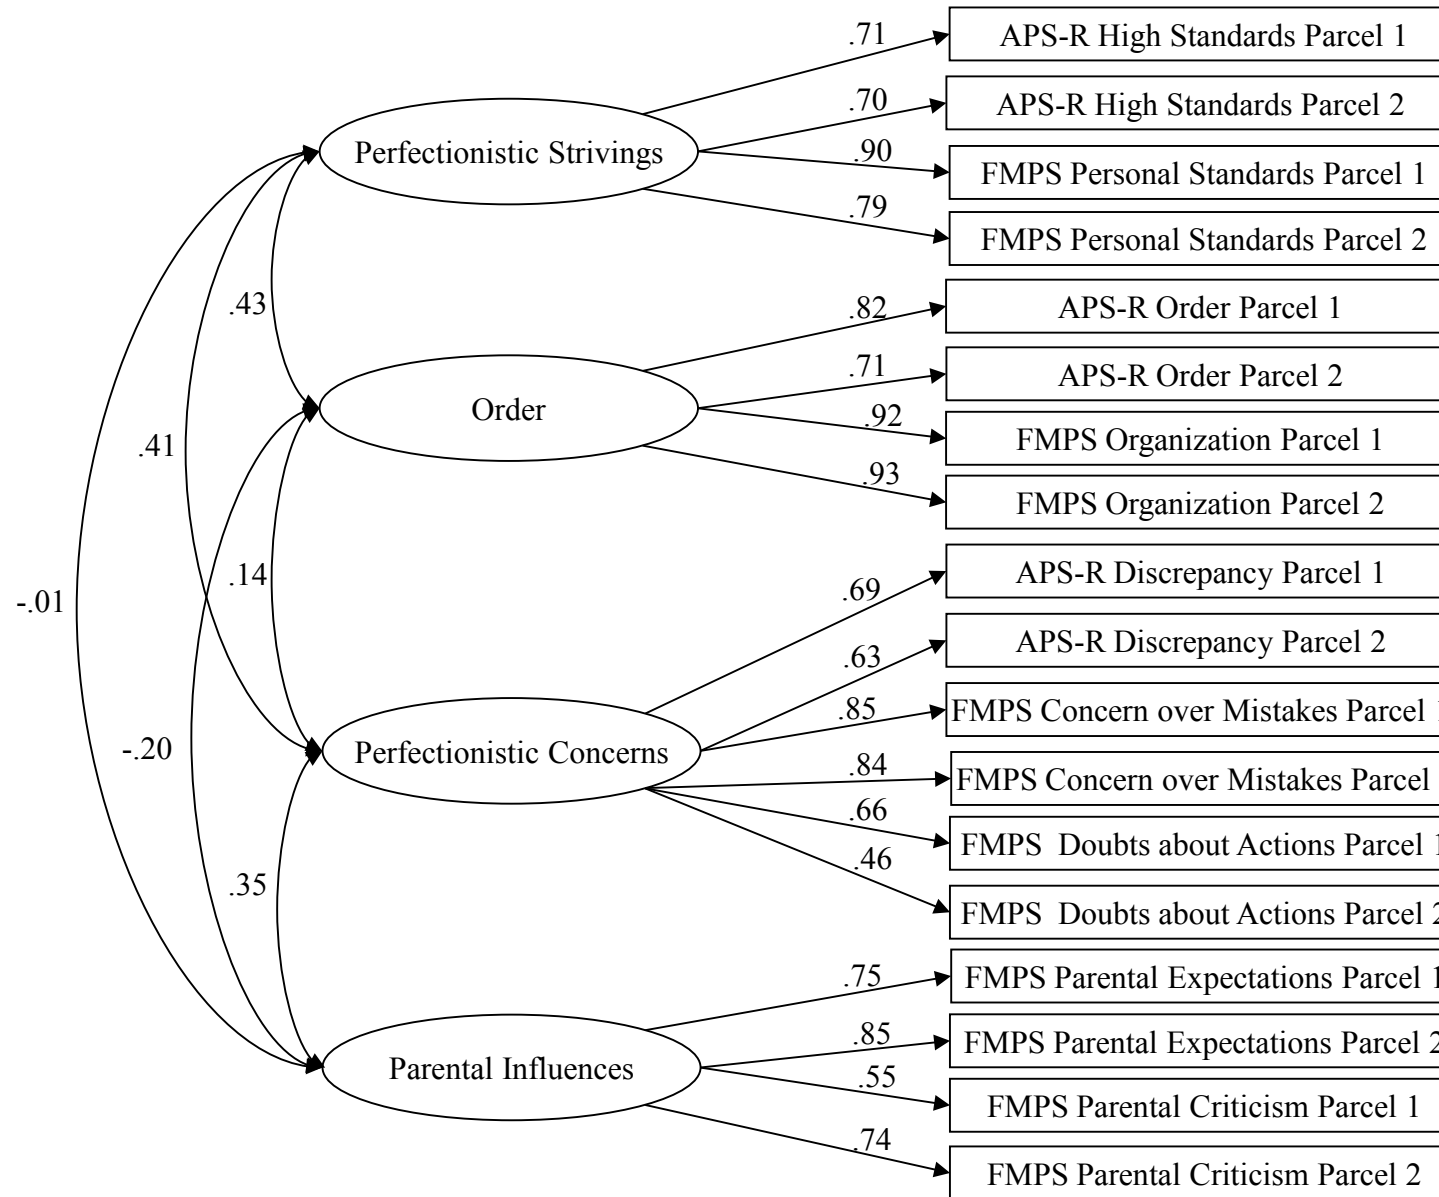 .71
APS-R High Standards Parcel 1
.70
APS-R High Standards Parcel 2
Perfectionistic Strivings
.90
FMPS Personal Standards Parcel 1
.79
FMPS Personal Standards Parcel 2
.43
.82
APS-R Order Parcel 1
.71
APS-R Order Parcel 2
Order
.92
FMPS Organization Parcel 1
.41
.93
FMPS Organization Parcel 2
.14
-.01
.69
APS-R Discrepancy Parcel 1
.63
APS-R Discrepancy Parcel 2
.85
FMPS Concern over Mistakes Parcel 1
-.20
Perfectionistic Concerns
.84
FMPS Concern over Mistakes Parcel
.66
FMPS Doubts about Actions Parcel 1
.46
FMPS Doubts about Actions Parcel 2
.35
.75
FMPS Parental Expectations Parcel 1
.85
FMPS Parental Expectations Parcel 2
Parental Influences
.55
FMPS Parental Criticism Parcel 1
.74
FMPS Parental Criticism Parcel 2